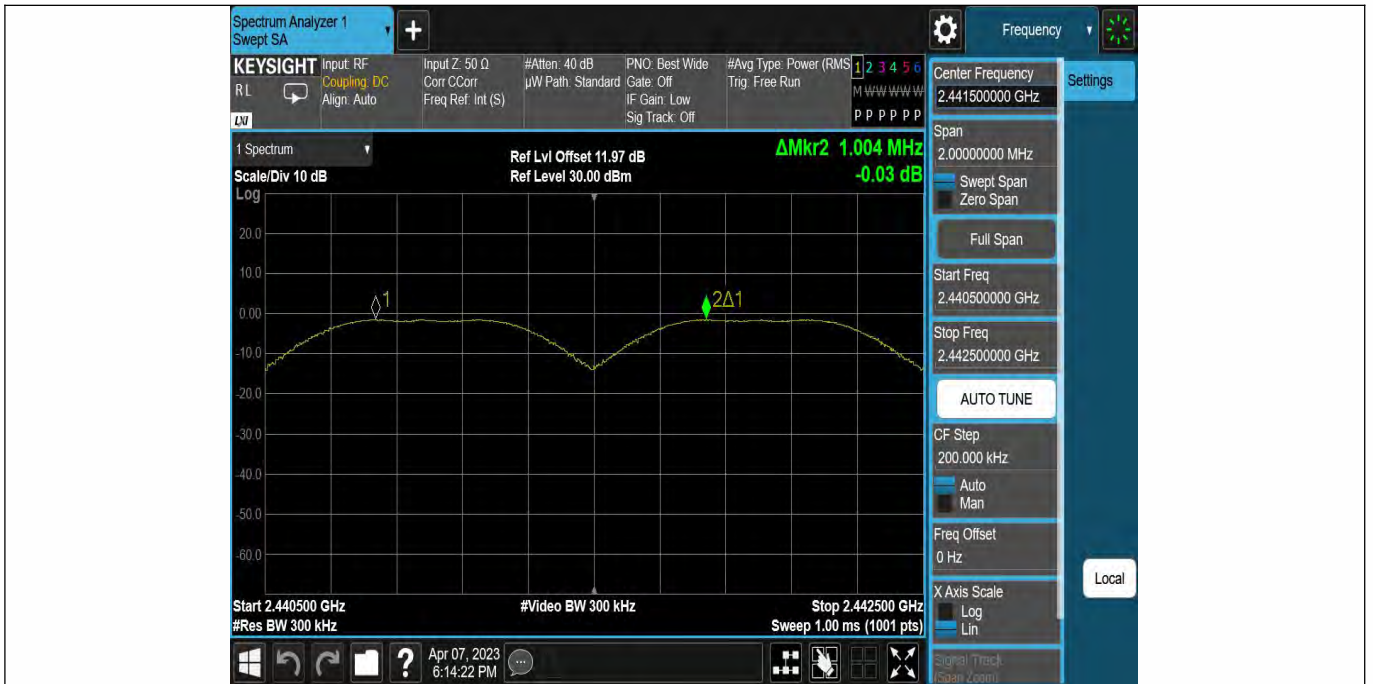 Spectrum Analyzer 1
Swept SA
+
Frequency
KEYSIGHT
RL
LXI
Input: RF
Coupling: DC
Align: Auto
Input Z: 50 Ω
Corr CCorr
Freq Ref: Int (S)
#Atten: 40 dB
µW Path: Standard
PNO: Best Wide
Gate: Off
IF Gain: Low
Sig Track: Off
#Avg Type: Power (RMS
Trig: Free Run
1 2 3 4 5 6
M W W W W W
P P P P P P
1 Spectrum
Scale/Div 10 dB
Ref Lvl Offset 11.97 dB
Ref Level 30.00 dBm
ΔMkr2 1.004 MHz
-0.03 dB
Log
20.0
10.0
0.00
-10.0
-20.0
-30.0
-40.0
-50.0
-60.0
1
2Δ1
Start 2.440500 GHz
#Res BW 300 kHz
#Video BW 300 kHz
Stop 2.442500 GHz
Sweep 1.00 ms (1001 pts)
Center Frequency
2.441500000 GHz
Settings
Span
2.00000000 MHz
Swept Span
Zero Span
Full Span
Start Freq
2.440500000 GHz
Stop Freq
2.442500000 GHz
AUTO TUNE
CF Step
200.000 kHz
Auto
Man
Freq Offset
0 Hz
X Axis Scale
Log
Lin
Signal Track
(Span Zoom)
Local
?
Apr 07, 2023
6:14:22 PM